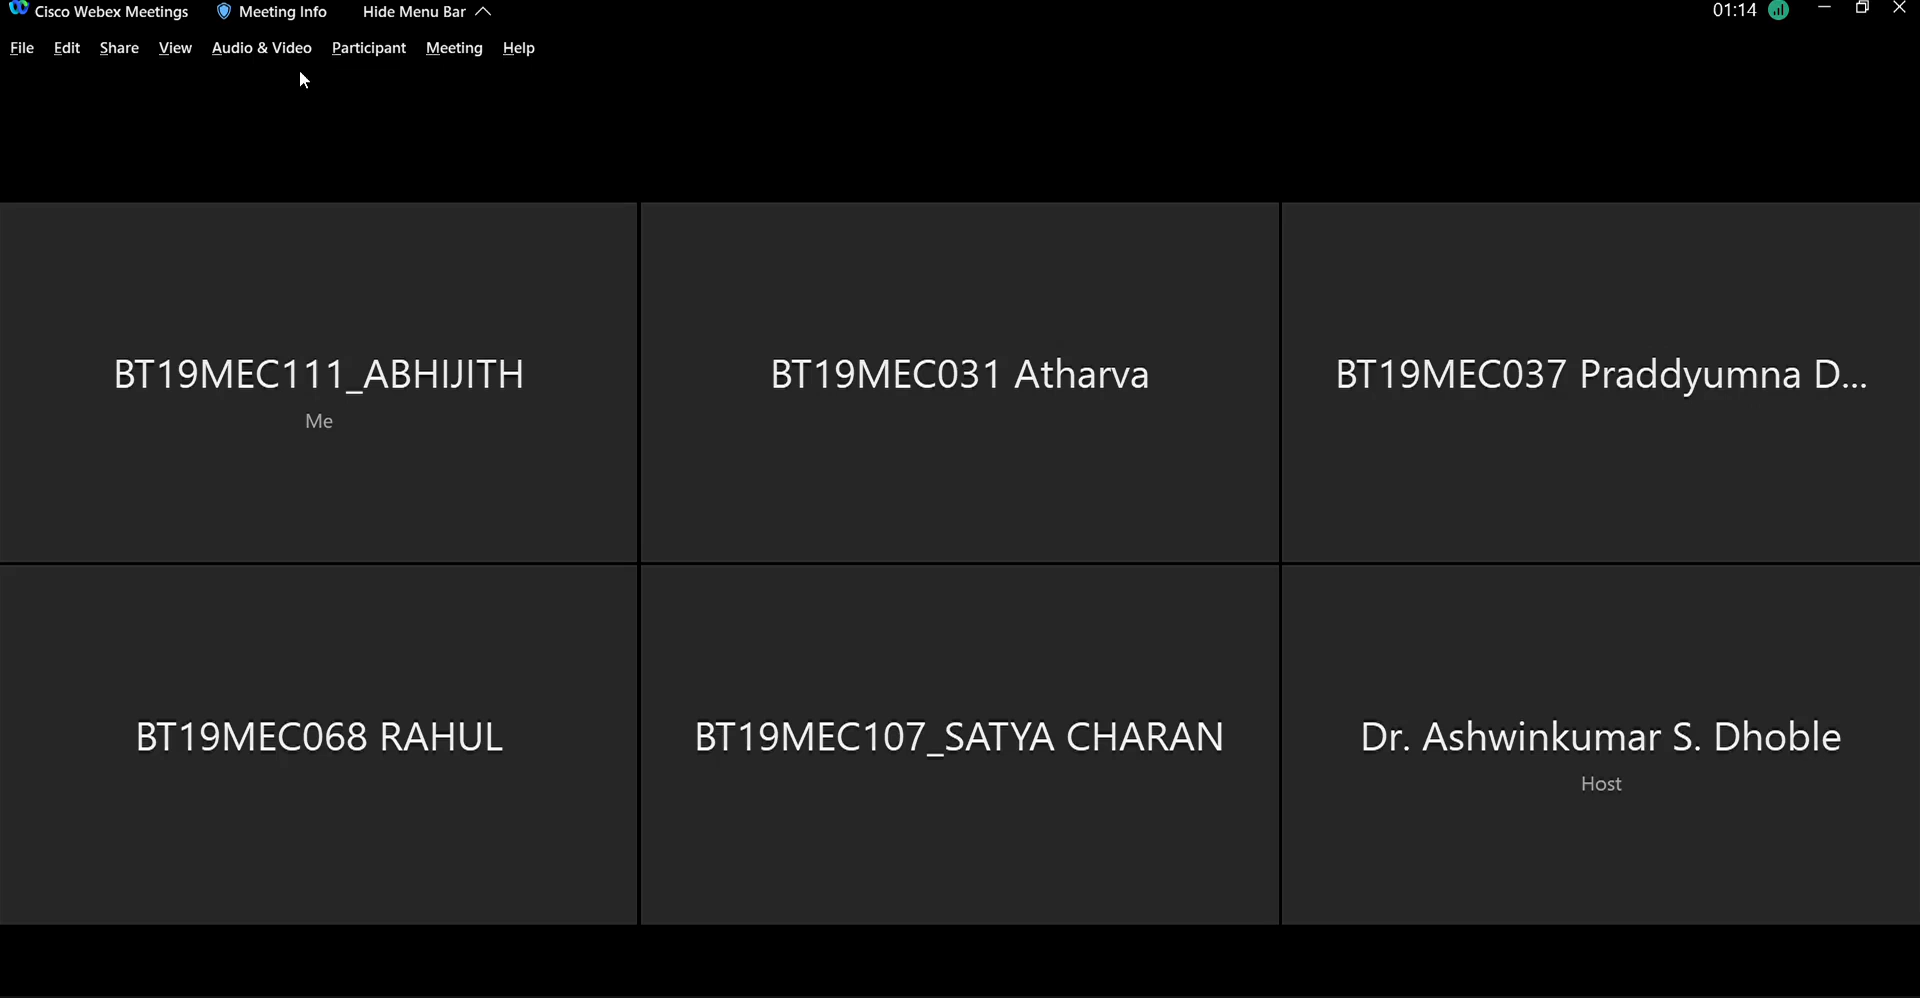 Cisco Webex Meetings Meeting Info Hide Menu Bar 01:14
File Edit Share View Audio & Video Participant Meeting Help
BT19MEC111_ABHIJITH BT19MEC031 Atharva BT19MEC037 Praddyumna D...
Me
BT19MEC068 RAHUL BT19MEC107_SATYA CHARAN Dr. Ashwinkumar S. Dhoble
Host